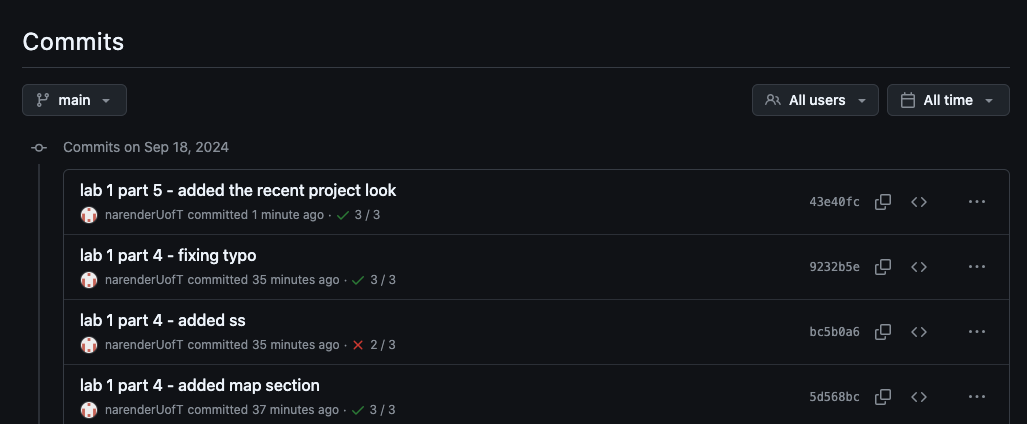 Commits
main
All users
All time
Commits on Sep 18, 2024
lab 1 part 5 - added the recent project look
narenderUofT committed 1 minute ago · 3 / 3
43e40fc
lab 1 part 4 - fixing typo
narenderUofT committed 35 minutes ago · 3 / 3
9232b5e
lab 1 part 4 - added ss
narenderUofT committed 35 minutes ago · 2 / 3
bc5b0a6
lab 1 part 4 - added map section
narenderUofT committed 37 minutes ago · 3 / 3
5d568bc